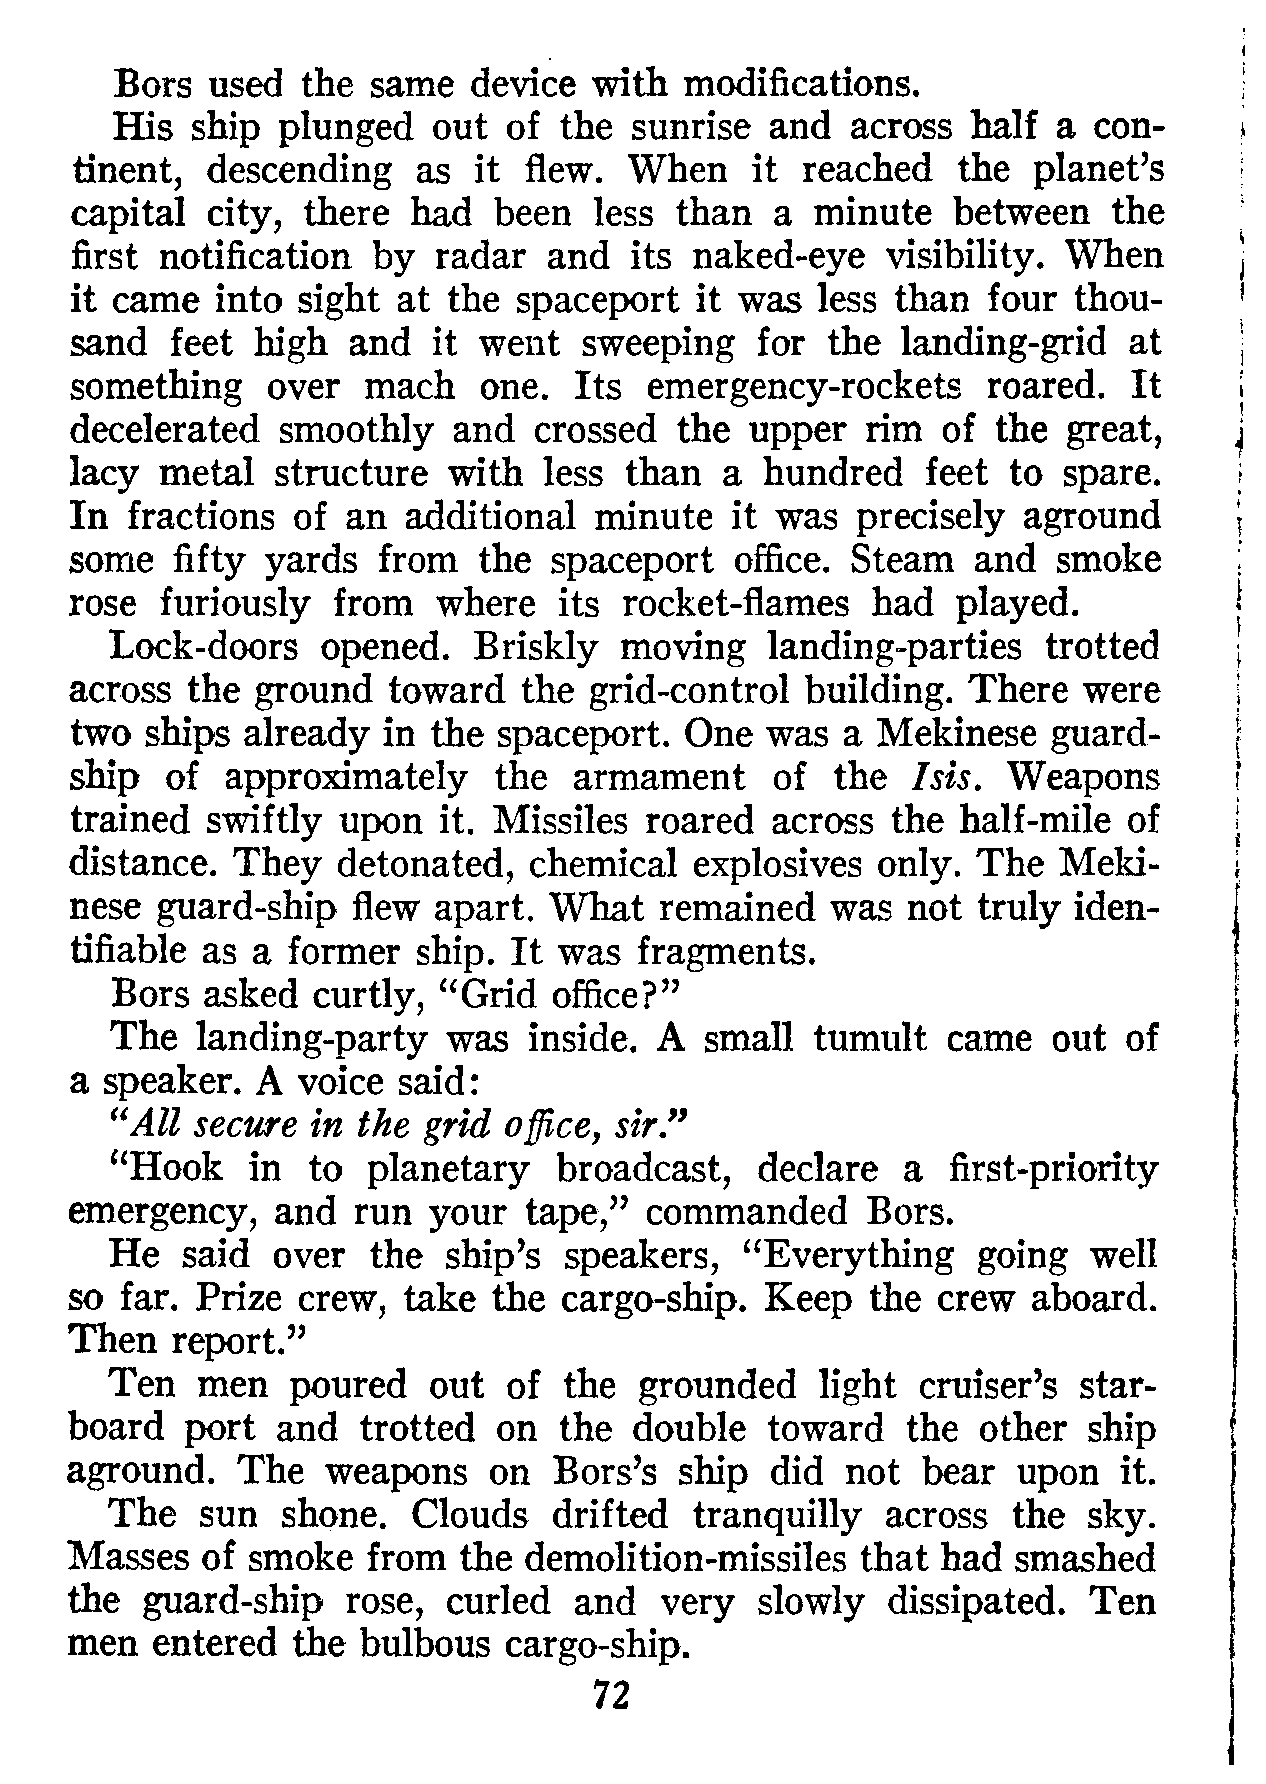 Bors used the same device with modifications.
His ship plunged out of the sunrise and across half a con-
tinent, descending as it flew. When it reached the planet's
capital city, there had been less than a minute between the
first notification by radar and its naked-eye visibility. When
it came into sight at the spaceport it was less than four thou-
sand feet high and it went sweeping for the landing-grid at
something over mach one. Its emergency-rockets roared. It
decelerated smoothly and crossed the upper rim of the great,
lacy metal structure with less than a hundred feet to spare.
In fractions of an additional minute it was precisely aground
some fifty yards from the spaceport office. Steam and smoke
rose furiously from where its rocket-flames had played.
Lock-doors opened. Briskly moving landing-parties trotted
across the ground toward the grid-control building. There were
two ships already in the spaceport. One was a Mekinese guard-
ship of approximately the armament of the Isis. Weapons
trained swiftly upon it. Missiles roared across the half-mile of
distance. They detonated, chemical explosives only. The Meki-
nese guard-ship flew apart. What remained was not truly iden-
tifiable as a former ship. It was fragments.
Bors asked curtly, "Grid office?"
The landing-party was inside. A small tumult came out of
a speaker. A voice said:
"All secure in the grid office, sir."
"Hook in to planetary broadcast, declare a first-priority
emergency, and run your tape," commanded Bors.
He said over the ship's speakers, "Everything going well
so far. Prize crew, take the cargo-ship. Keep the crew aboard.
Then report."
Ten men poured out of the grounded light cruiser's star-
board port and trotted on the double toward the other ship
aground. The weapons on Bors's ship did not bear upon it.
The sun shone. Clouds drifted tranquilly across the sky.
Masses of smoke from the demolition-missiles that had smashed
the guard-ship rose, curled and very slowly dissipated. Ten
men entered the bulbous cargo-ship.
72